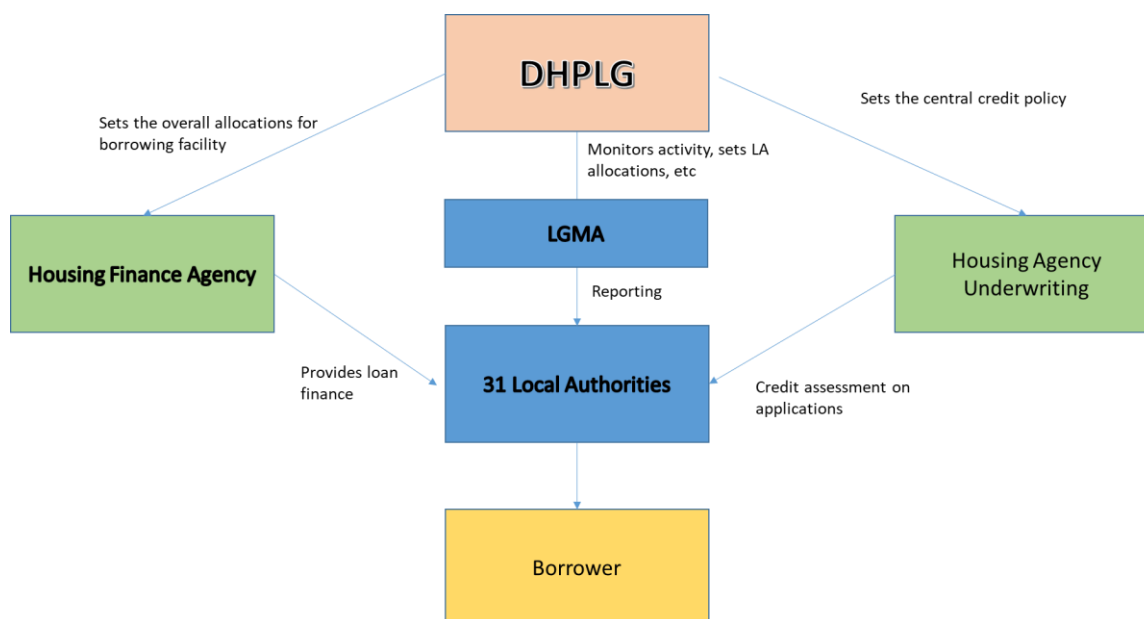 DHPLG
Sets the central credit policy
Sets the overall allocations for
borrowing facility
Monitors activity, sets LA
allocations, etc
LGMA
Housing Finance Agency
Housing Agency
Underwriting
Reporting
Provides loan
finance
31 Local Authorities
Credit assessment on
applications
Borrower